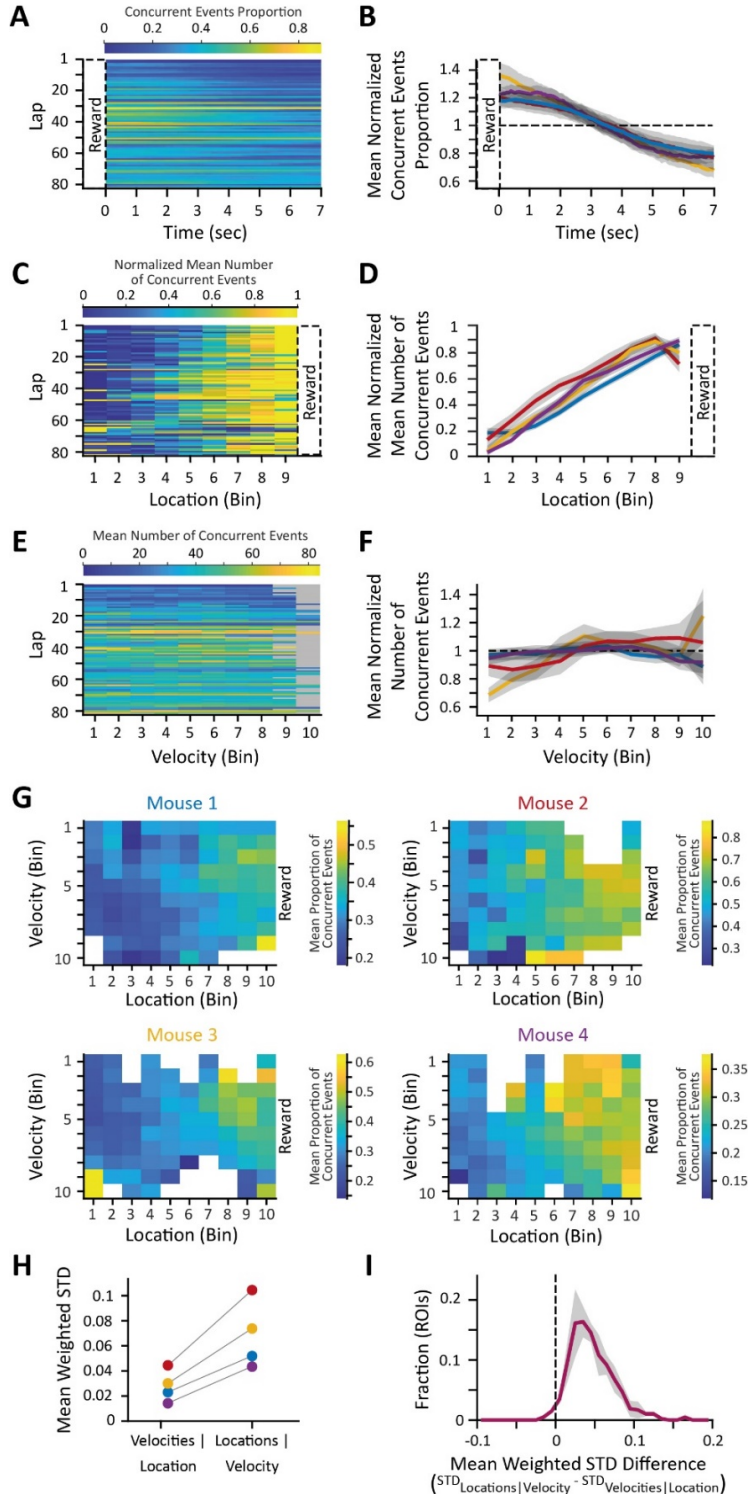 A
Concurrent Events Proportion
0 0.2 0.4 0.6 0.8
Lap
1
20
40
60
80
Reward
0 1 2 3 4 5 6 7
Time (sec)
B
Mean Normalized
Concurrent Events
Proportion
1.4
1.2
1
0.8
0.6
Reward
0 1 2 3 4 5 6 7
Time (sec)
C
Normalized Mean Number
of Concurrent Events
0 0.2 0.4 0.6 0.8 1
Lap
1
20
40
60
80
Reward
1 2 3 4 5 6 7 8 9
Location (Bin)
D
Mean Normalized
Mean Number of
Concurrent Events
1
0.8
0.6
0.4
0.2
0
Reward
1 2 3 4 5 6 7 8 9
Location (Bin)
E
Mean Number of Concurrent Events
0 20 40 60 80
Lap
1
20
40
60
80
1 2 3 4 5 6 7 8 9 10
Velocity (Bin)
F
Mean Normalized
Number of
Concurrent Events
1.4
1.2
1
0.8
0.6
1 2 3 4 5 6 7 8 9 10
Velocity (Bin)
G
Mouse 1
Velocity (Bin)
1
5
10
1 2 3 4 5 6 7 8 9 10
Location (Bin)
Reward
Mean Proportion of
Concurrent Events
0.5
0.4
0.3
0.2
Mouse 2
Velocity (Bin)
1
5
10
1 2 3 4 5 6 7 8 9 10
Location (Bin)
Reward
Mean Proportion of
Concurrent Events
0.8
0.7
0.6
0.5
0.4
0.3
Mouse 3
Velocity (Bin)
1
5
10
1 2 3 4 5 6 7 8 9 10
Location (Bin)
Reward
Mean Proportion of
Concurrent Events
0.6
0.5
0.4
0.3
0.2
Mouse 4
Velocity (Bin)
1
5
10
1 2 3 4 5 6 7 8 9 10
Location (Bin)
Reward
Mean Proportion of
Concurrent Events
0.35
0.3
0.25
0.2
0.15
H
Mean Weighted STD
0.1
0.08
0.06
0.04
0.02
0
Velocities | Locations |
Location Velocity
I
Fraction (ROIs)
0.2
0.1
0
-0.1 0 0.1 0.2
Mean Weighted STD Difference
(STD Locations|Velocity - STD Velocities|Location)